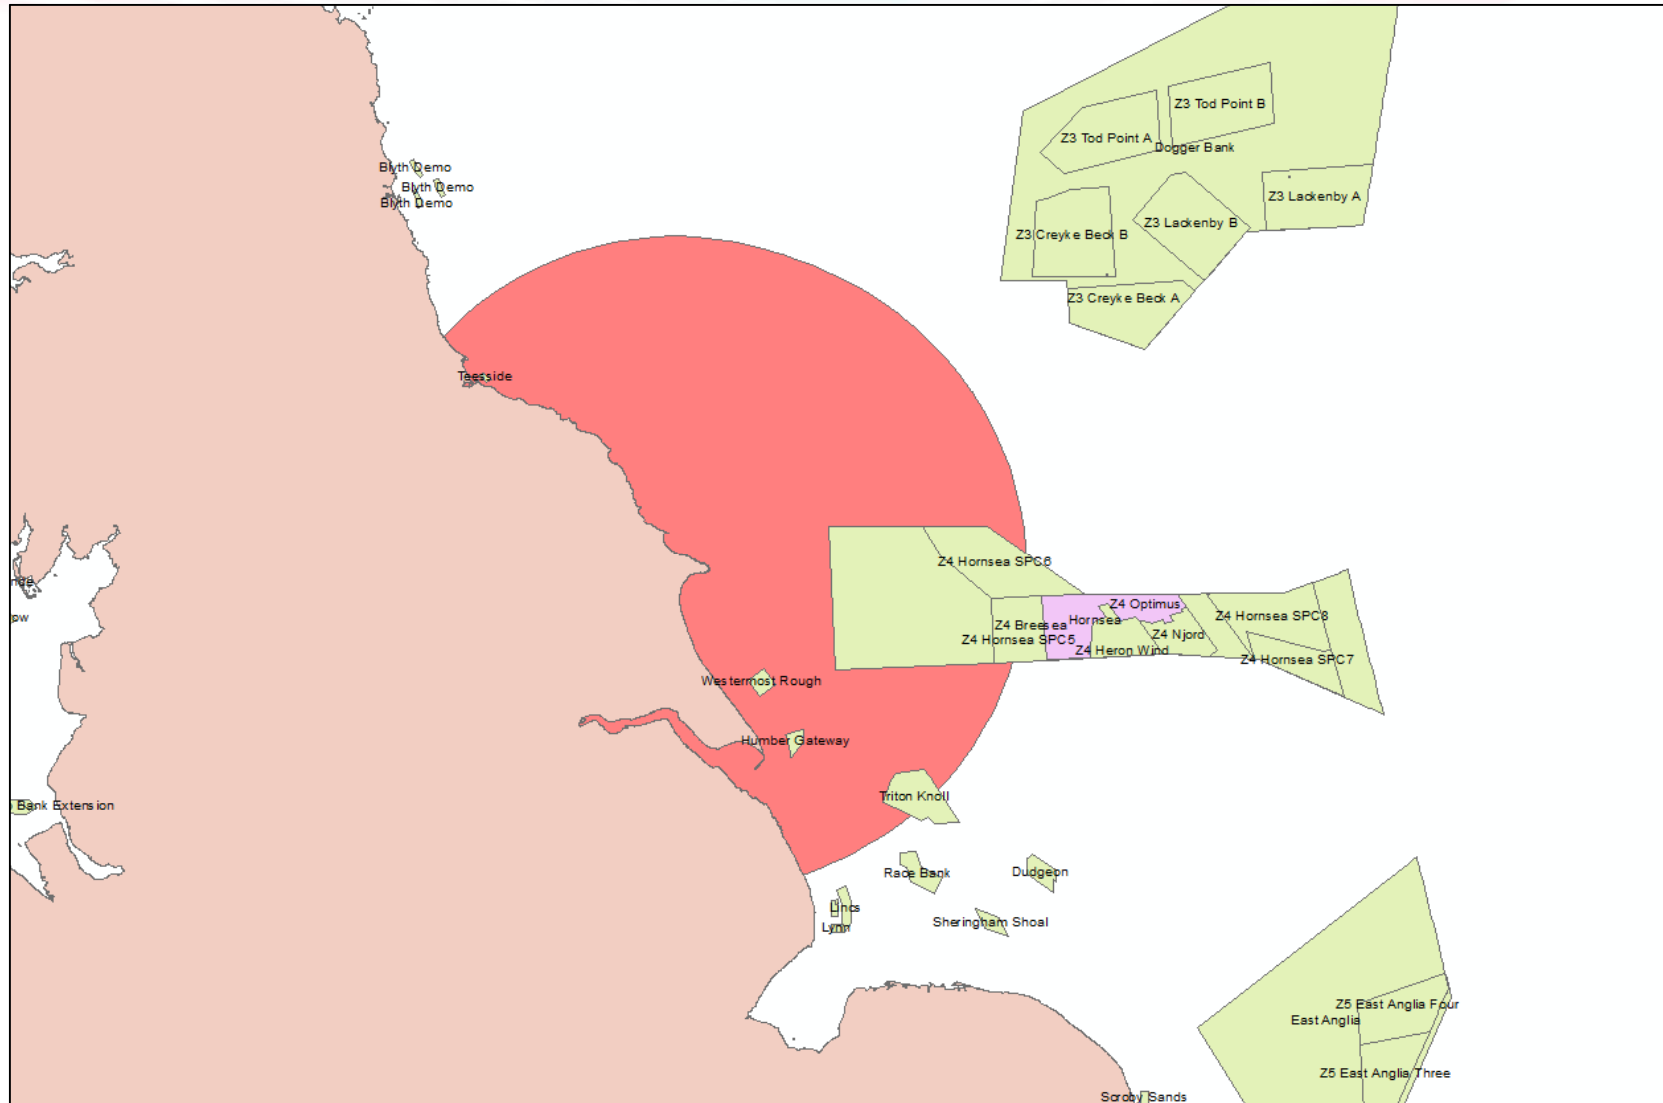 Z3 Tod Point B
Z3 Tod Point A
Dogger Bank
Blyth Demo
Blyth Demo
Blyth Demo
Z3 Lackenby A
Z3 Lackenby B
Z3 Creyke Beck B
Z3 Creyke Beck A
Teesside
Z4 Hornsea SPC6
nce
row
Z4 Optimus
Z4 Breesea
Hornsea
Z4 Hornsea SPC8
Z4 Hornsea SPC5
Z4 Njord
Z4 Heron Wind
Z4 Hornsea SPC7
Westermost Rough
Humber Gateway
Triton Knoll
Bank Extension
Race Bank
Dudgeon
Lincs
Lynn
Sheringham Shoal
Z5 East Anglia Four
East Anglia
Z5 East Anglia Three
Scroby Sands